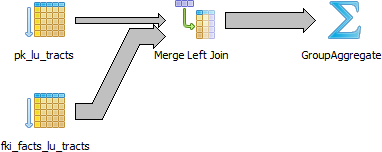 pk_lu_tracts
Merge Left Join
GroupAggregate
fki_facts_lu_tracts